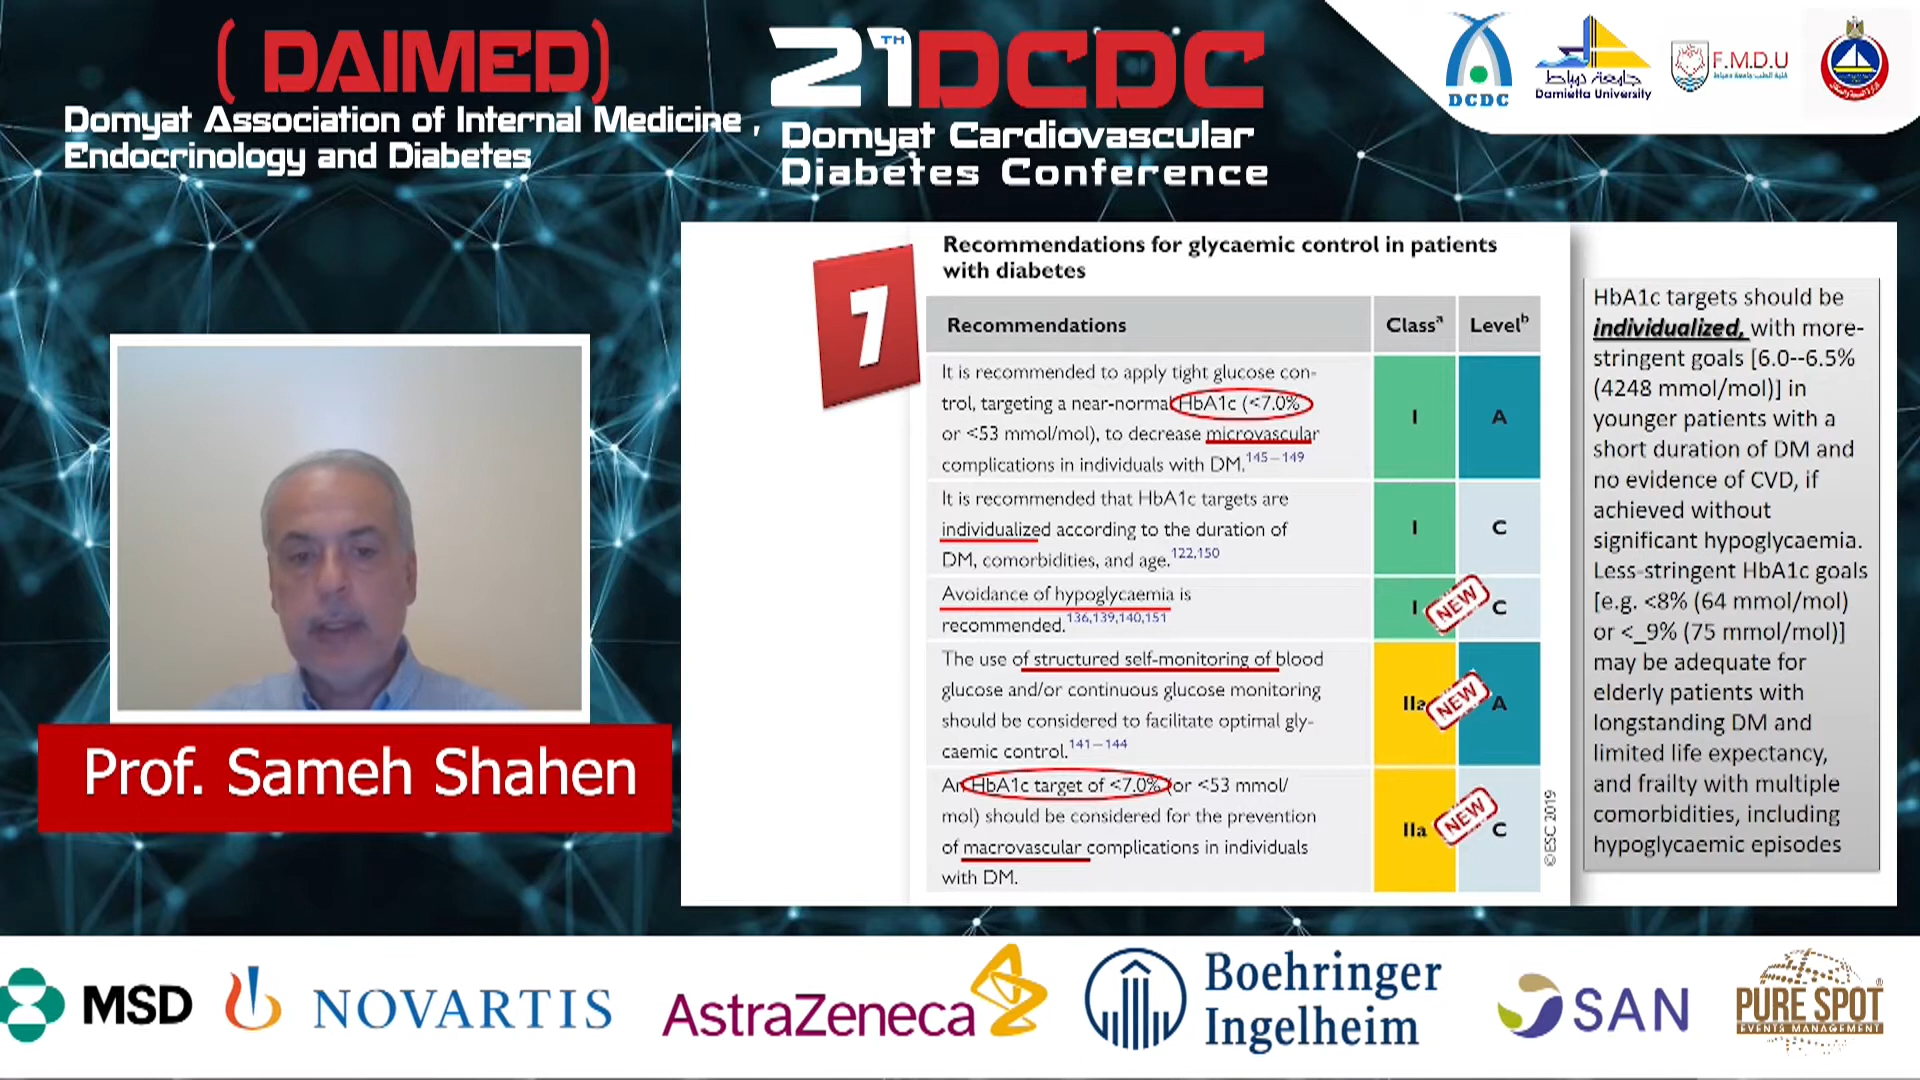 ( DAIMED)
Domyat Association of Internal Medicine ,
Endocrinology and Diabetes
21TH DCDC
Domyat Cardiovascular
Diabetes Conference
DCDC
جامعة دمياط
Damietta University
F.M.D.U
كلية الطب جامعة دمياط
7
Recommendations for glycaemic control in patients
with diabetes
Recommendations Classᵃ Levelᵇ
It is recommended to apply tight glucose con-
trol, targeting a near-normal HbA1c (<7.0%
or <53 mmol/mol), to decrease microvascular
complications in individuals with DM.145–149
I A
It is recommended that HbA1c targets are
individualized according to the duration of
DM, comorbidities, and age.122,150
I C
Avoidance of hypoglycaemia is
recommended.136,139,140,151
I NEW C
The use of structured self-monitoring of blood
glucose and/or continuous glucose monitoring
should be considered to facilitate optimal gly-
caemic control.141–144
IIa NEW A
An HbA1c target of <7.0% (or <53 mmol/
mol) should be considered for the prevention
of macrovascular complications in individuals
with DM.
IIa NEW C
©ESC 2019
HbA1c targets should be
individualized, with more-
stringent goals [6.0--6.5%
(4248 mmol/mol)] in
younger patients with a
short duration of DM and
no evidence of CVD, if
achieved without
significant hypoglycaemia.
Less-stringent HbA1c goals
[e.g. <8% (64 mmol/mol)
or <_9% (75 mmol/mol)]
may be adequate for
elderly patients with
longstanding DM and
limited life expectancy,
and frailty with multiple
comorbidities, including
hypoglycaemic episodes
Prof. Sameh Shahen
MSD
NOVARTIS
AstraZeneca
Boehringer
Ingelheim
SAN
PURE SPOT
EVENTS MANAGEMENT